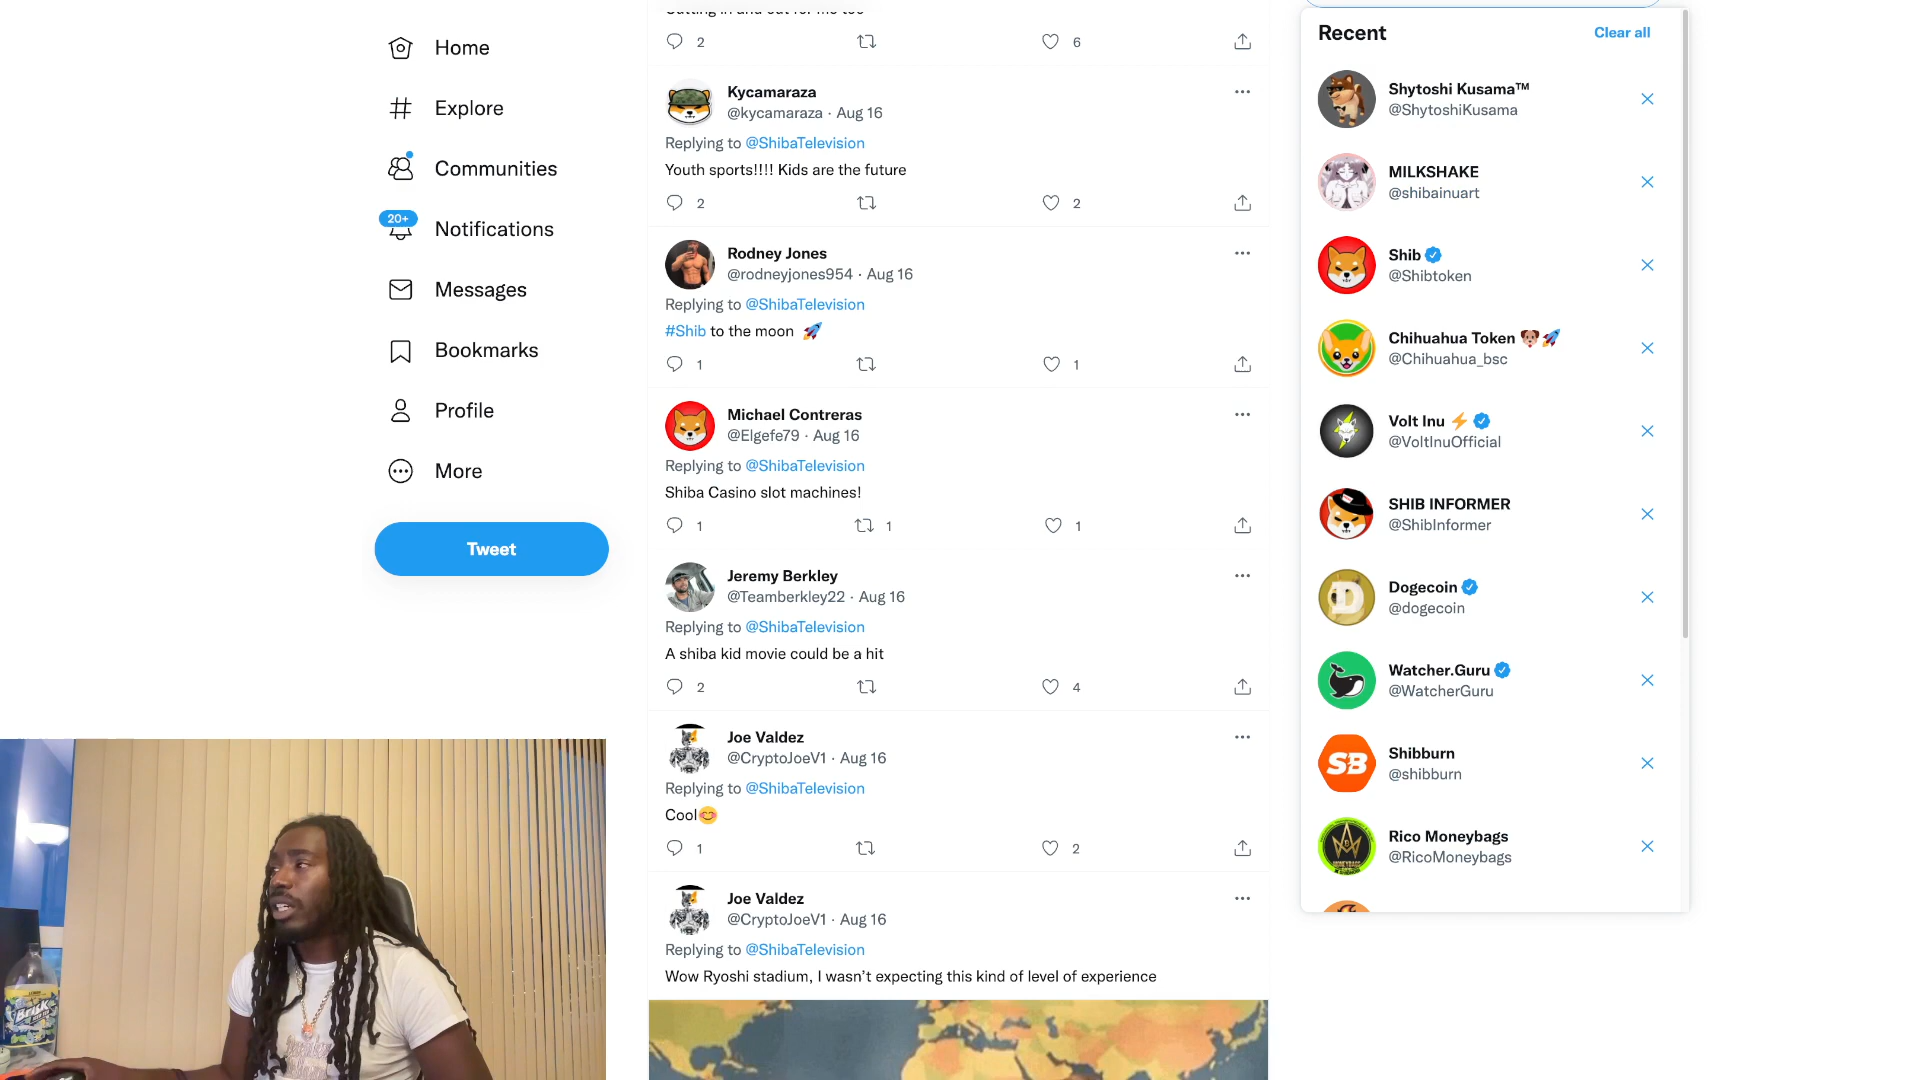 Home
Explore
Communities
20+
Notifications
Messages
Bookmarks
Profile
More
Tweet
2 6
Kycamaraza
@kycamaraza · Aug 16
Replying to @ShibaTelevision
Youth sports!!!! Kids are the future
2 2
Rodney Jones
@rodneyjones954 · Aug 16
Replying to @ShibaTelevision
#Shib to the moon 🚀
1 1
Michael Contreras
@Elgefe79 · Aug 16
Replying to @ShibaTelevision
Shiba Casino slot machines!
1 1 1
Jeremy Berkley
@Teamberkley22 · Aug 16
Replying to @ShibaTelevision
A shiba kid movie could be a hit
2 4
Joe Valdez
@CryptoJoeV1 · Aug 16
Replying to @ShibaTelevision
Cool😊
1 2
Joe Valdez
@CryptoJoeV1 · Aug 16
Replying to @ShibaTelevision
Wow Ryoshi stadium, I wasn't expecting this kind of level of experience
Recent Clear all
Shytoshi Kusama™
@ShytoshiKusama
MILKSHAKE
@shibainuart
Shib
@Shibtoken
Chihuahua Token 🐶🚀
@Chihuahua_bsc
Volt Inu ⚡
@VoltInuOfficial
SHIB INFORMER
@ShibInformer
D
Dogecoin
@dogecoin
Watcher.Guru
@WatcherGuru
SB
Shibburn
@shibburn
Rico Moneybags
@RicoMoneybags
Brisk